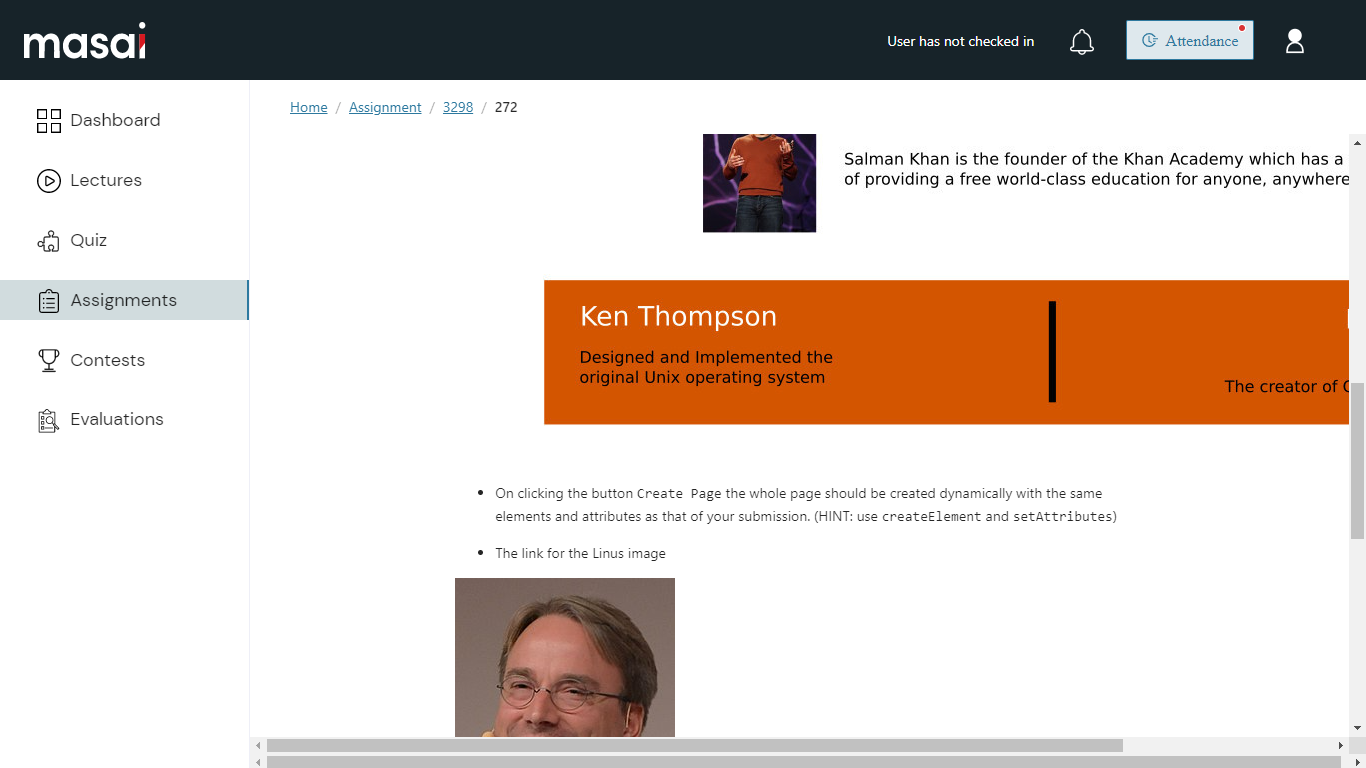 masai
User has not checked in
Attendance
Dashboard
Lectures
Quiz
Assignments
Contests
Evaluations
Home / Assignment / 3298 / 272
Salman Khan is the founder of the Khan Academy which has a
of providing a free world-class education for anyone, anywhere
Ken Thompson
Designed and Implemented the
original Unix operating system
The creator of
On clicking the button Create Page the whole page should be created dynamically with the same
elements and attributes as that of your submission. (HINT: use createElement and setAttributes)
The link for the Linus image